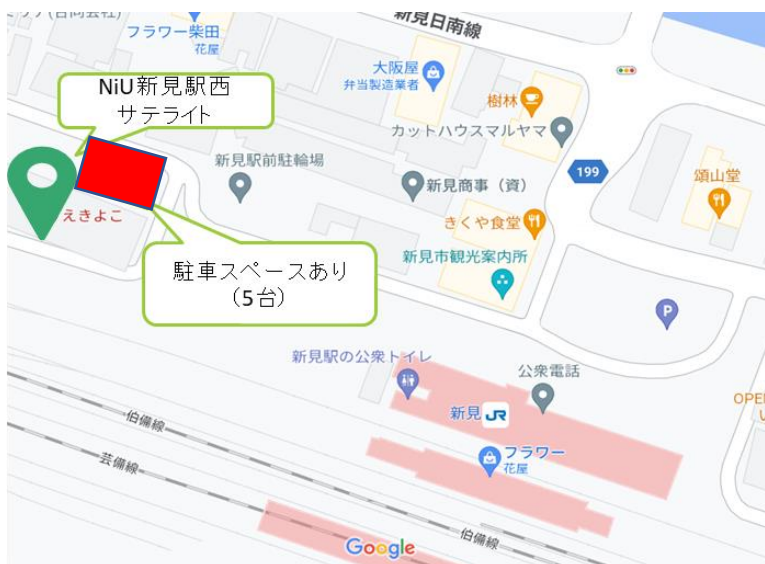 新見日南線
フラワー柴田
花屋
大阪屋
弁当製造業者
NiU新見駅西
サテライト
樹林
カットハウスマルヤマ
新見駅前駐輪場
199
頌山堂
新見商事（資）
えきよこ
きくや食堂
新見市観光案内所
駐車スペースあり
（5台）
P
新見駅の公衆トイレ
公衆電話
OPE
新見 JR
伯備線
フラワー
花屋
芸備線
伯備線
Google